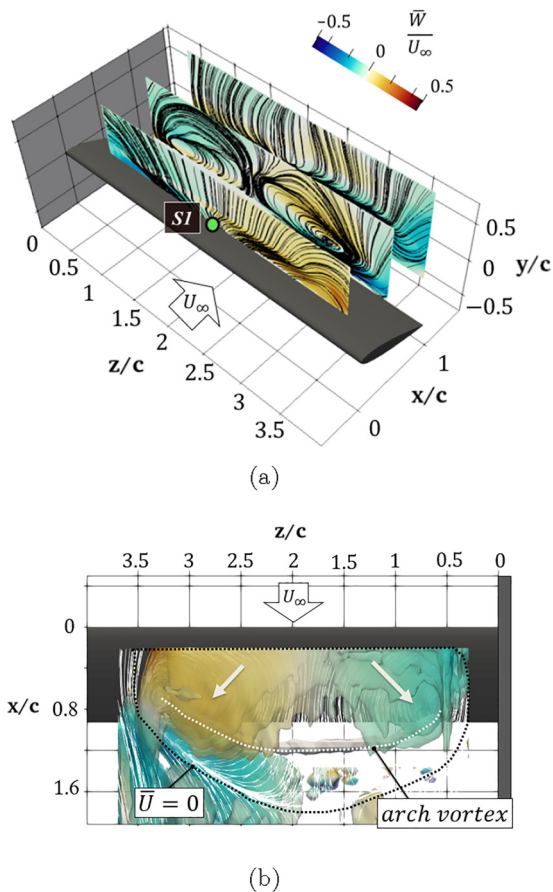 W̅
U∞
−0.5
0
0.5
S1
U∞
0
0.5
1
1.5
2
2.5
3
3.5
z/c
0
1
x/c
0.5
0
−0.5
y/c
(a)
z/c
3.5 3 2.5 2 1.5 1 0.5 0
U∞
0
x/c 0.8
1.6
U̅ = 0
arch vortex
(b)